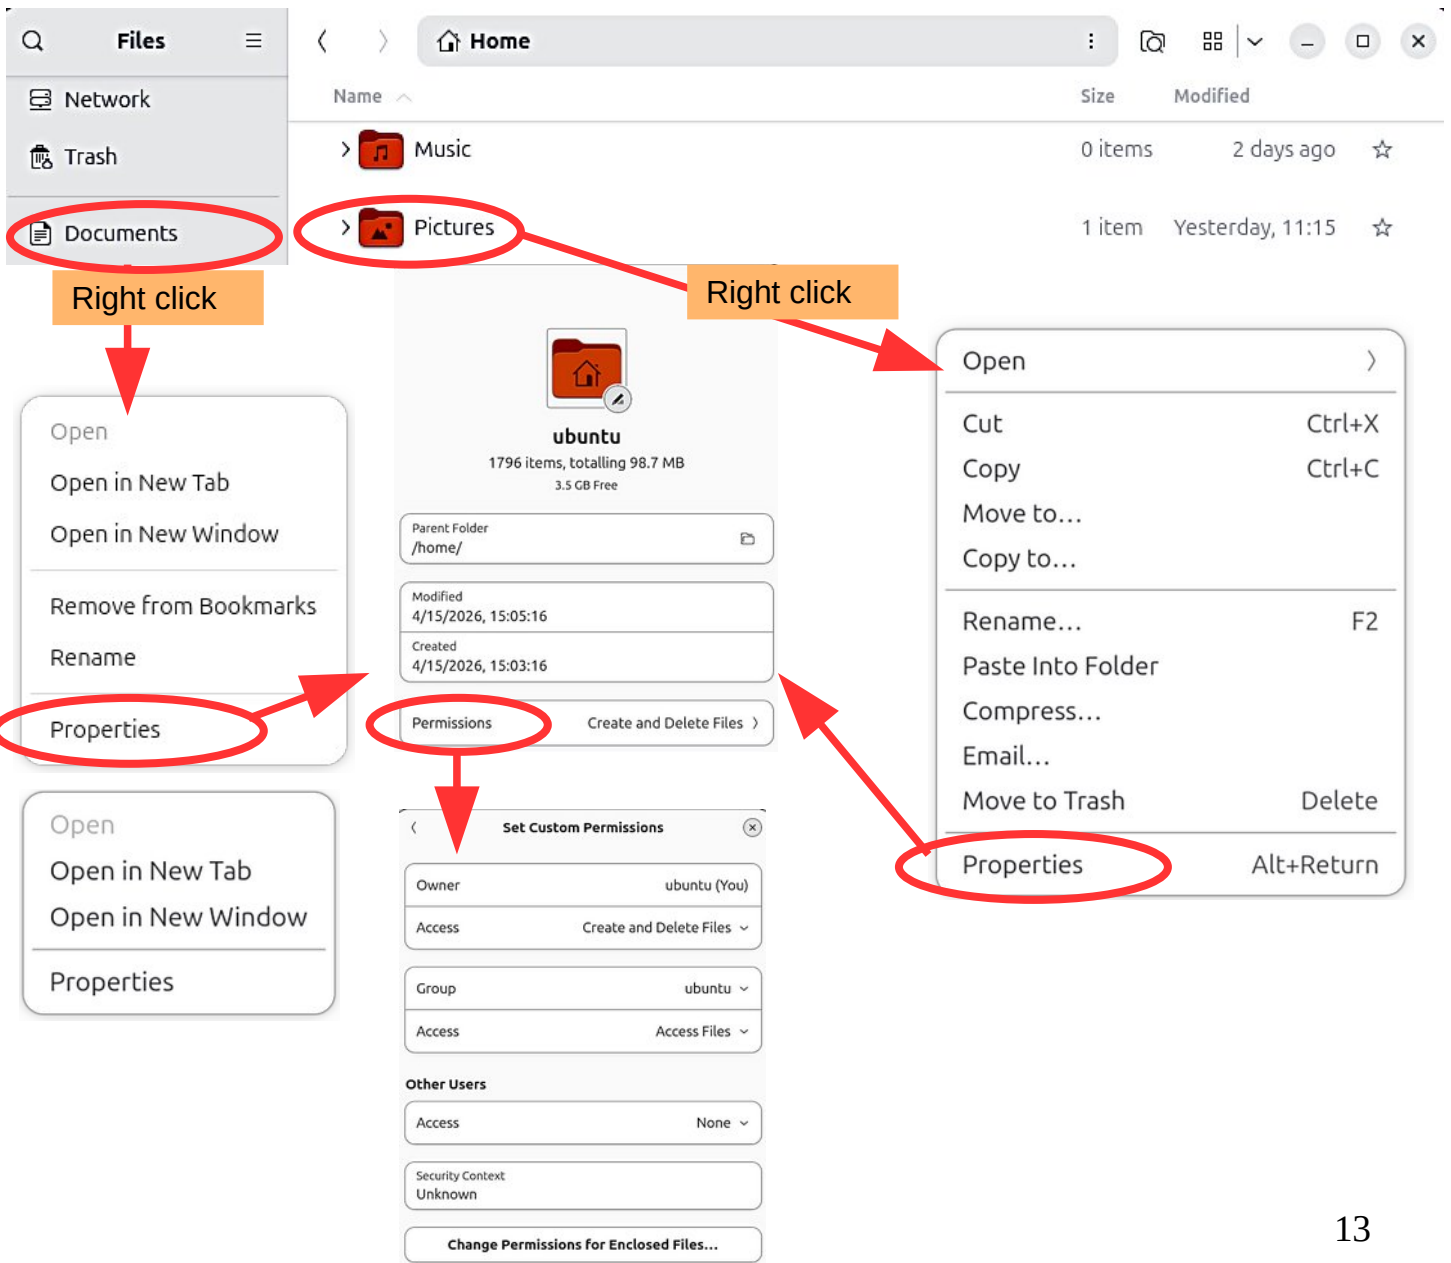 Files
Home
Network
Trash
Documents
Name
Size
Modified
Music
0 items
2 days ago
Pictures
1 item
Yesterday, 11:15
Right click
Right click
Open
Open in New Tab
Open in New Window
Remove from Bookmarks
Rename
Properties
Open
Open in New Tab
Open in New Window
Properties
ubuntu
1796 items, totalling 98.7 MB
3.5 GB Free
Parent Folder
/home/
Modified
4/15/2026, 15:05:16
Created
4/15/2026, 15:03:16
Permissions
Create and Delete Files
Set Custom Permissions
Owner
ubuntu (You)
Access
Create and Delete Files
Group
ubuntu
Access
Access Files
Other Users
Access
None
Security Context
Unknown
Change Permissions for Enclosed Files...
Open
Cut
Ctrl+X
Copy
Ctrl+C
Move to...
Copy to...
Rename...
F2
Paste Into Folder
Compress...
Email...
Move to Trash
Delete
Properties
Alt+Return
13